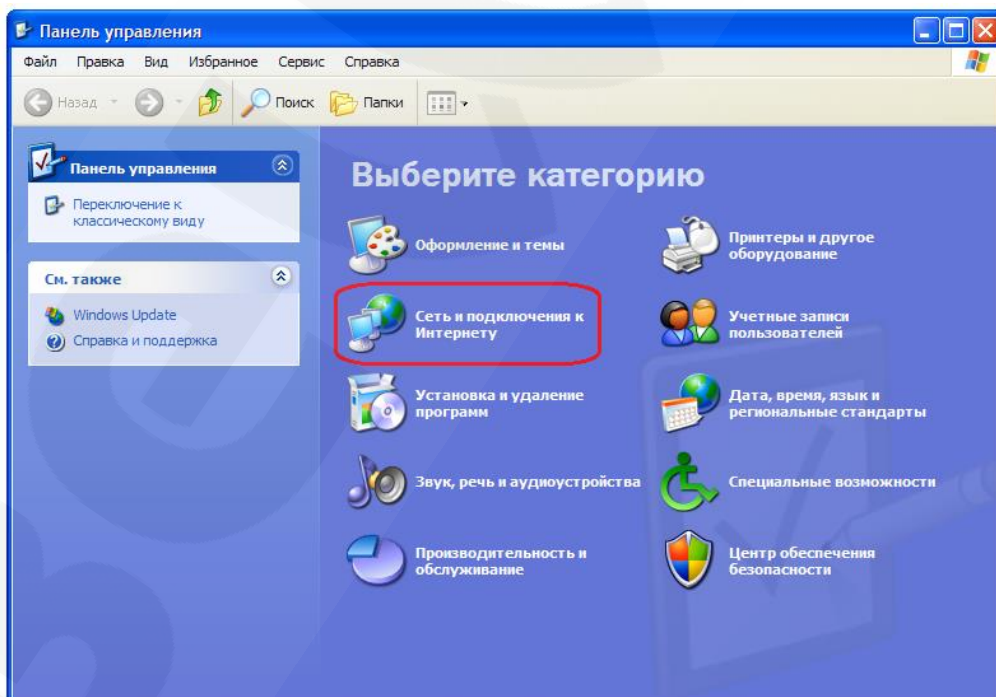 Панель управления
Файл Правка Вид Избранное Сервис Справка
Назад Поиск Папки
Панель управления
Переключение к
классическому виду
См. также
Windows Update
Справка и поддержка
Выберите категорию
Оформление и темы
Принтеры и другое
оборудование
Сеть и подключения к
Интернету
Учетные записи
пользователей
Установка и удаление
программ
Дата, время, язык и
региональные стандарты
Звук, речь и аудиоустройства
Специальные возможности
Производительность и
обслуживание
Центр обеспечения
безопасности